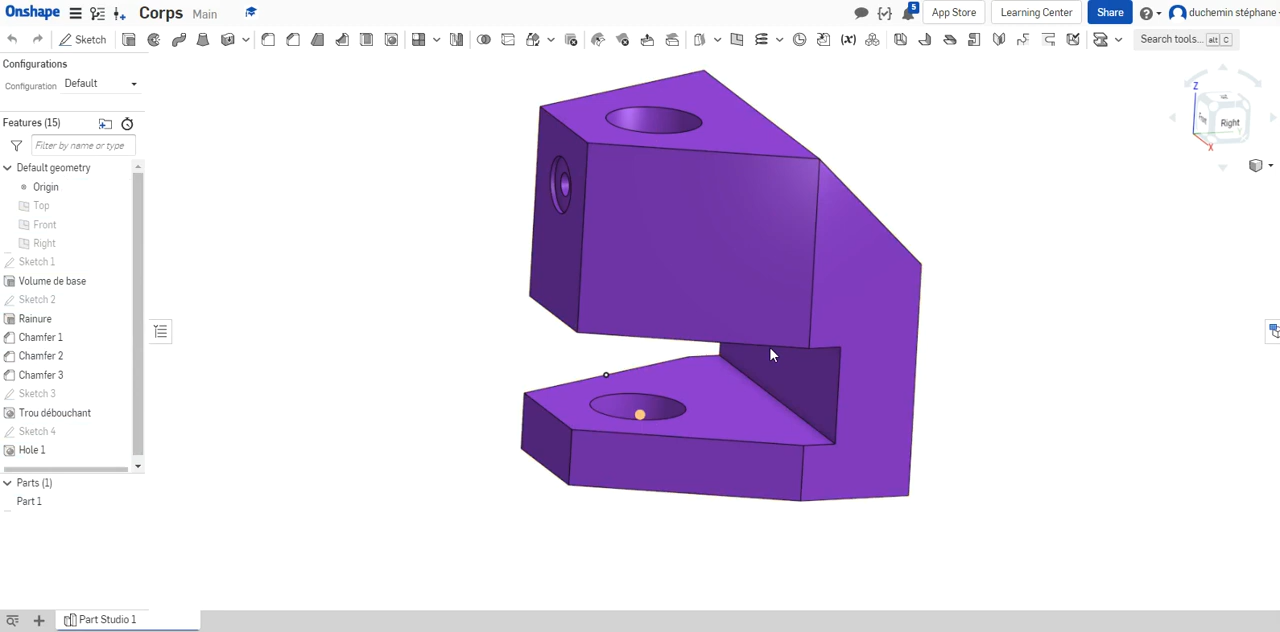 Onshape
Corps Main
5
App Store
Learning Center
Share
duchemin stéphane
Sketch
(x)
Search tools... alt C
Configurations
Configuration Default
Features (15)
Filter by name or type
Default geometry
Origin
Top
Front
Right
Sketch 1
Volume de base
Sketch 2
Rainure
Chamfer 1
Chamfer 2
Chamfer 3
Sketch 3
Trou débouchant
Sketch 4
Hole 1
Parts (1)
Part 1
Z
Right
X
Part Studio 1